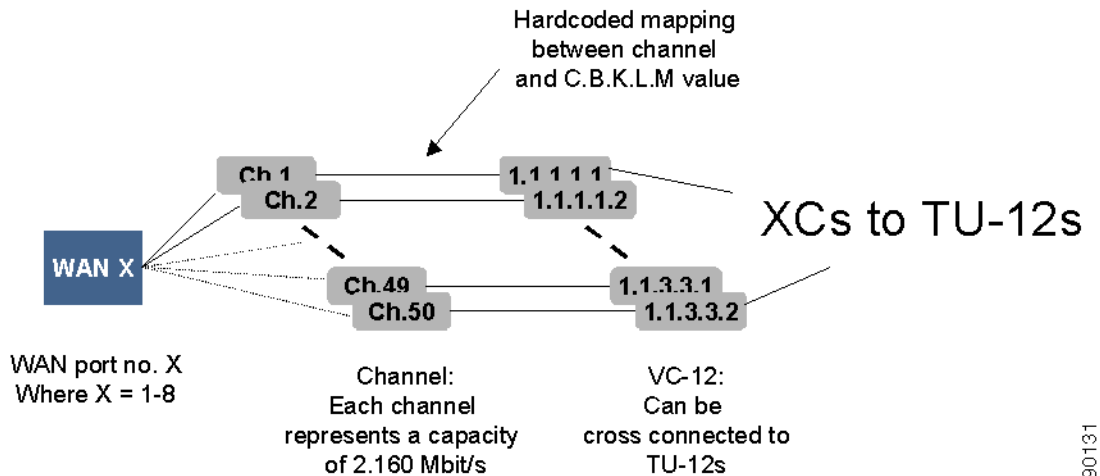 Hardcoded mapping
between channel
and C.B.K.L.M value
Ch.1
1.1.1.1.1
Ch.2
1.1.1.1.2
XCs to TU-12s
WAN X
Ch.49
1.1.3.3.1
Ch.50
1.1.3.3.2
WAN port no. X
Where X = 1-8
Channel:
Each channel
represents a capacity
of 2.160 Mbit/s
VC-12:
Can be
cross connected to
TU-12s
90131